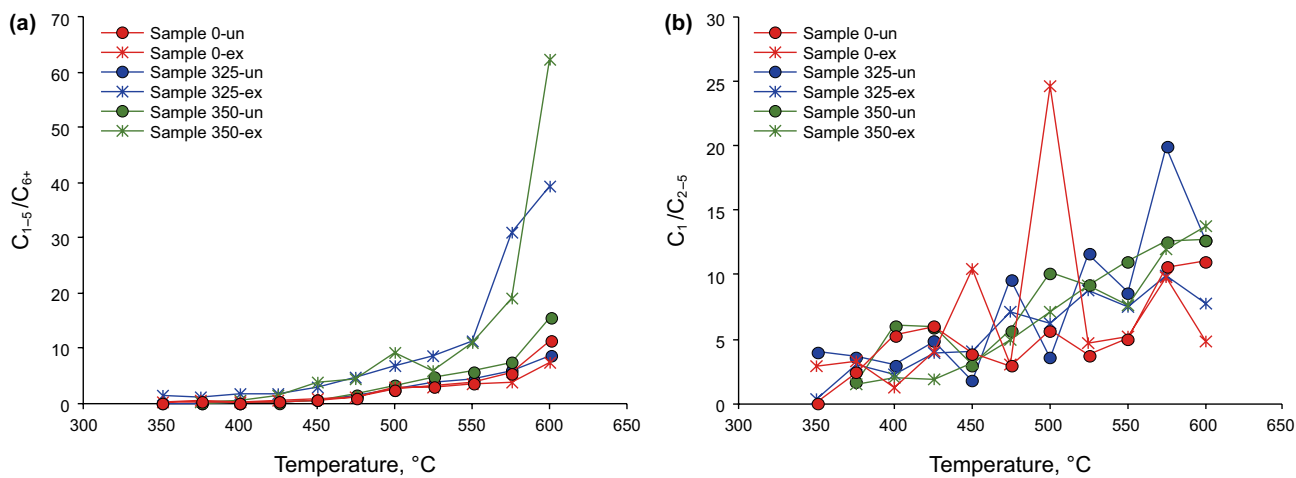 (a)
70
60
50
40
30
20
10
0
C₁₋₅/C₆₊
Sample 0-un
Sample 0-ex
Sample 325-un
Sample 325-ex
Sample 350-un
Sample 350-ex
300 350 400 450 500 550 600 650
Temperature, °C
(b)
30
25
20
15
10
5
0
C₁/C₂₋₅
Sample 0-un
Sample 0-ex
Sample 325-un
Sample 325-ex
Sample 350-un
Sample 350-ex
300 350 400 450 500 550 600 650
Temperature, °C